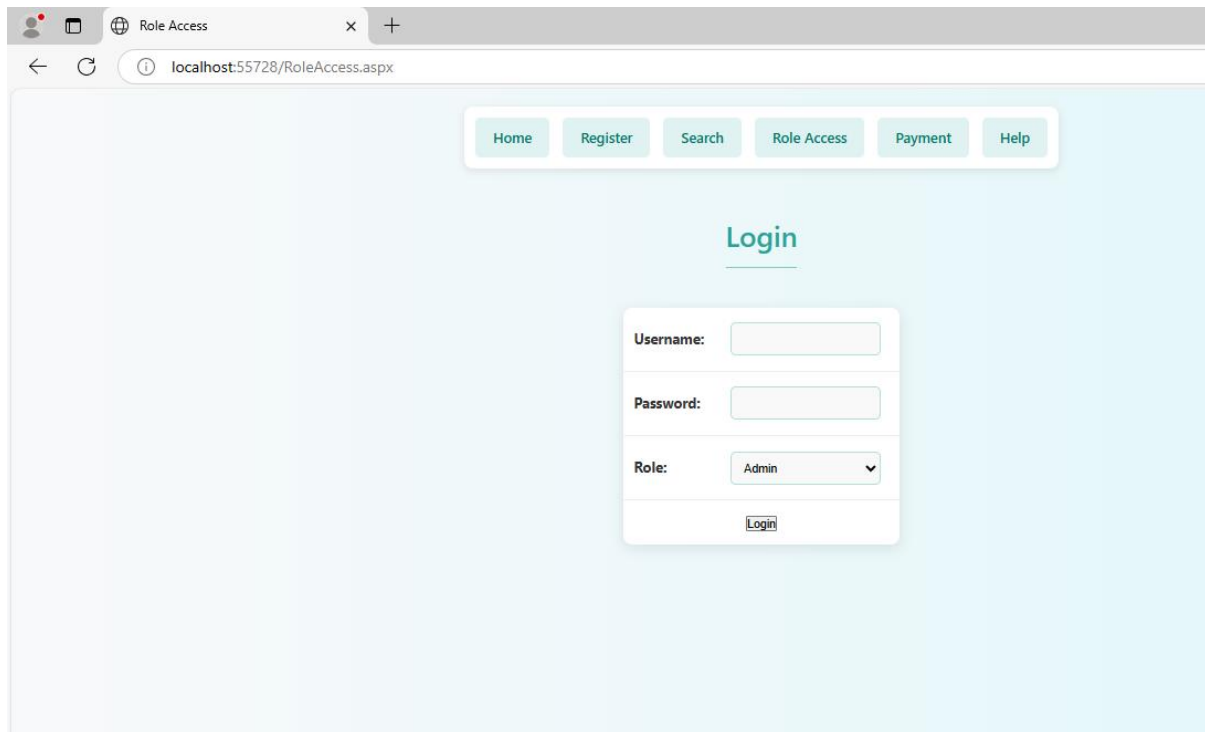 Role Access
localhost:55728/RoleAccess.aspx
Home Register Search Role Access Payment Help
Login
Username:
Password:
Role: Admin
Login